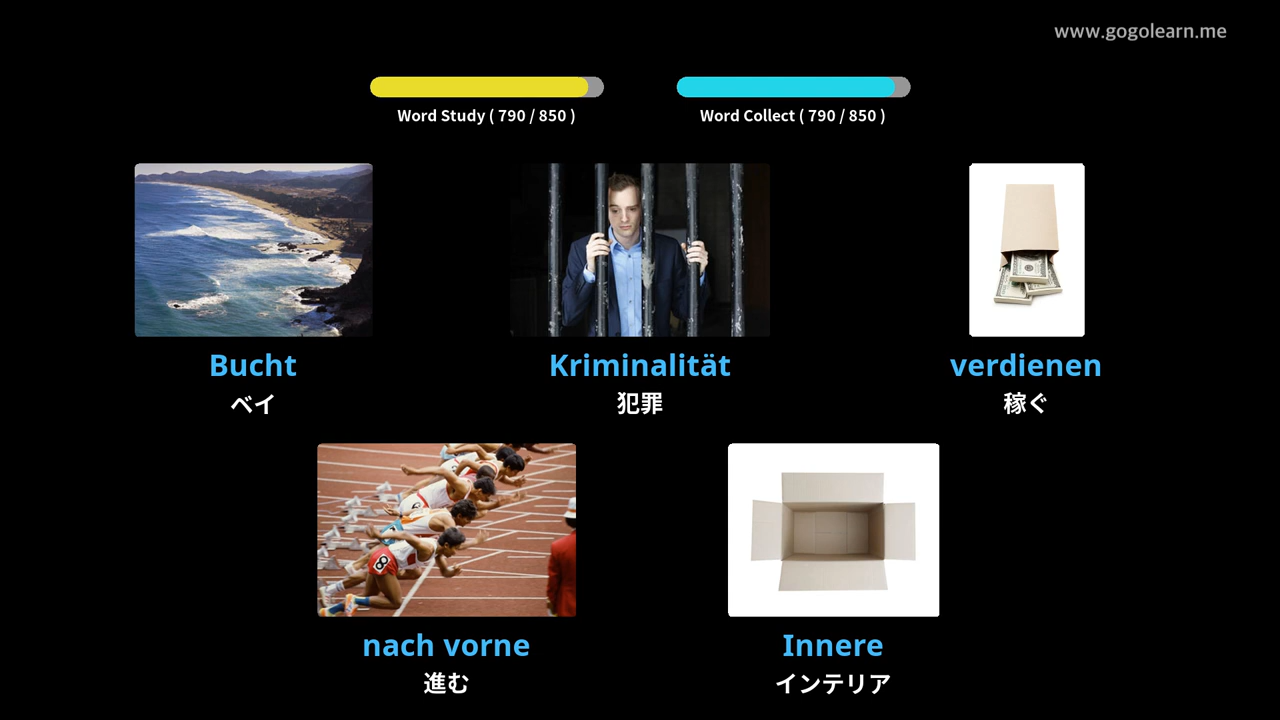 www.gogolearn.me
Word Study ( 790 / 850 )
Word Collect ( 790 / 850 )
Bucht
ベイ
Kriminalität
犯罪
verdienen
稼ぐ
8
nach vorne
進む
Innere
インテリア